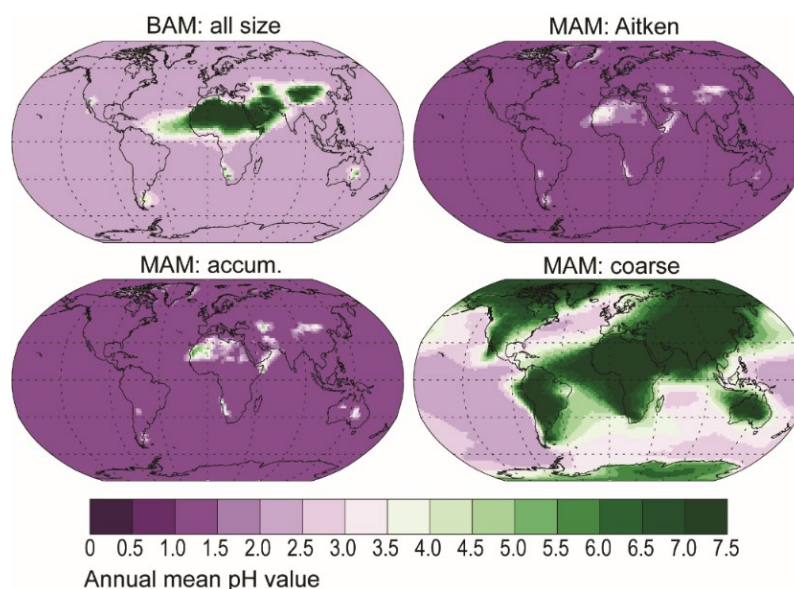 BAM: all size
MAM: Aitken
MAM: accum.
MAM: coarse
0 0.5 1.0 1.5 2.0 2.5 3.0 3.5 4.0 4.5 5.0 5.5 6.0 6.5 7.0 7.5
Annual mean pH value